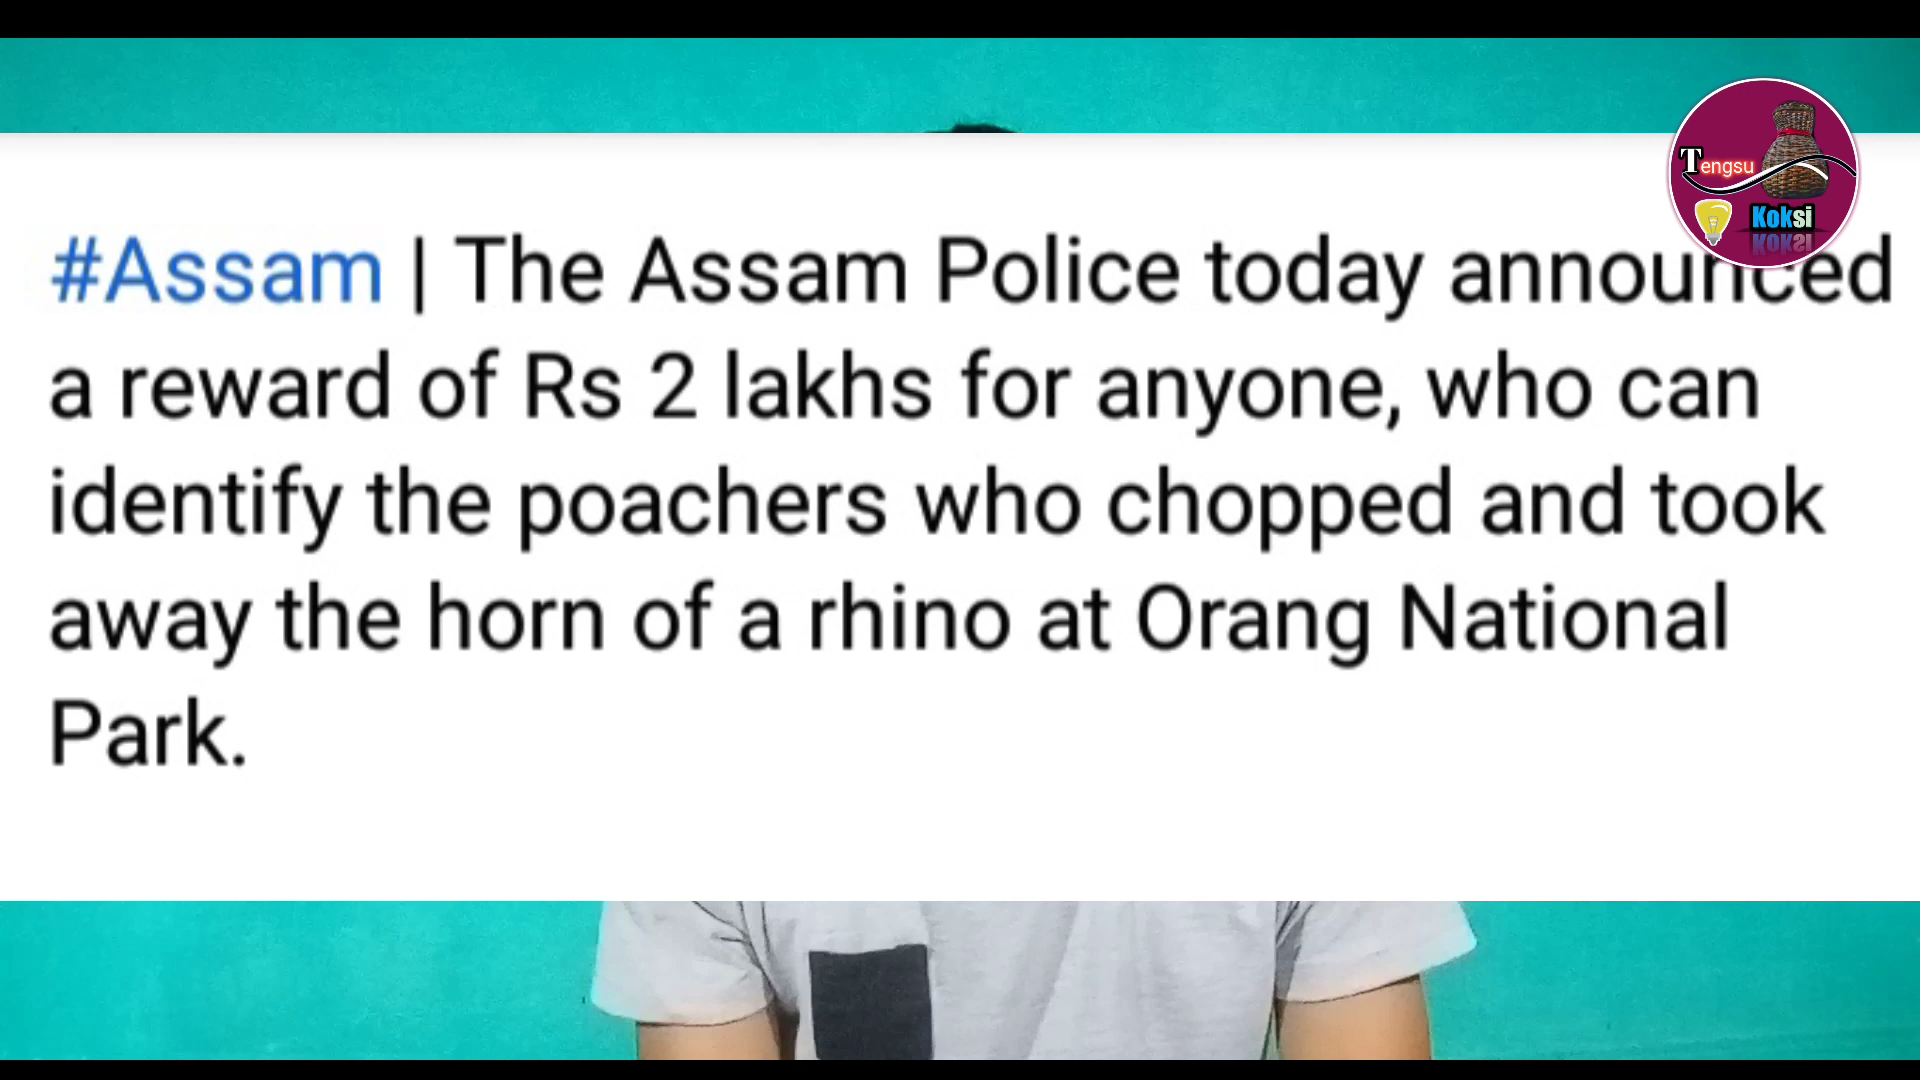 Tengsu
Koksi
#Assam | The Assam Police today announced
a reward of Rs 2 lakhs for anyone, who can
identify the poachers who chopped and took
away the horn of a rhino at Orang National
Park.